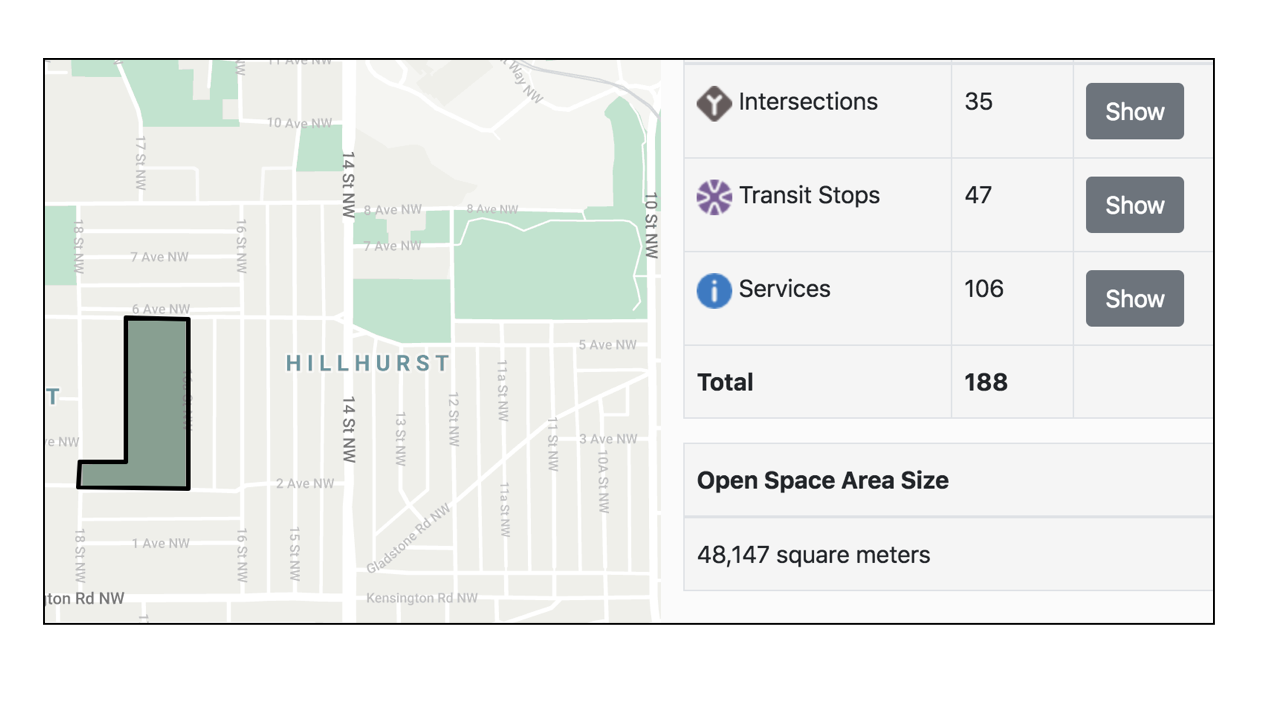 11 Ave NW
Way NW
10 Ave NW
17 St NW
14 St NW
8 Ave NW
8 Ave NW
10 St NW
18 St NW
16 St NW
7 Ave NW
7 Ave NW
6 Ave NW
5 Ave NW
HILLHURST
T
11a St NW
12 St NW
14 St NW
13 St NW
11 St NW
3 Ave NW
ve NW
10A St NW
2 Ave NW
11a St NW
Gladstone Rd NW
18 St NW
1 Ave NW
16 St NW
15 St NW
gton Rd NW
Kensington Rd NW
Intersections 35 Show
Transit Stops 47 Show
Services 106 Show
Total 188
Open Space Area Size
48,147 square meters